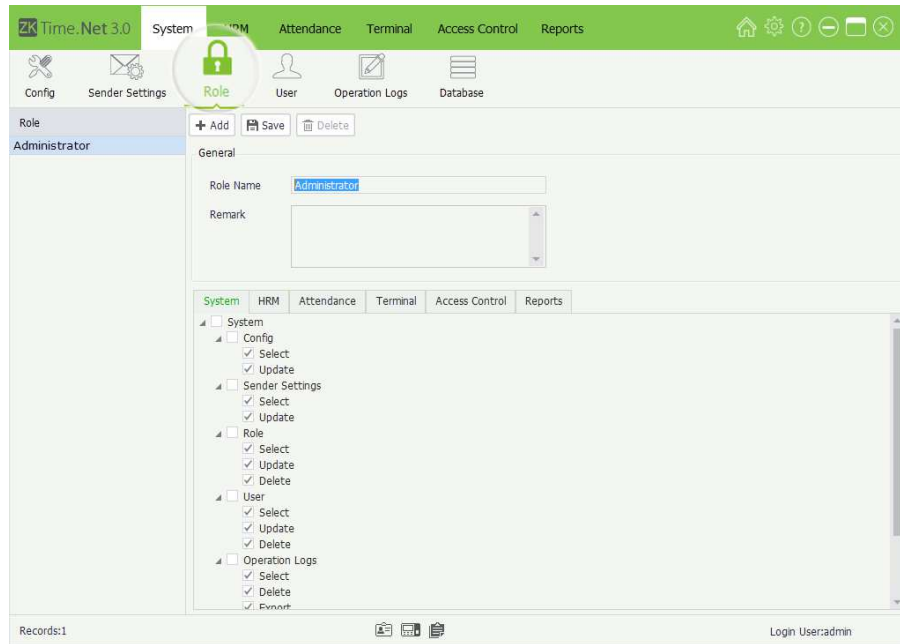 ZK Time.Net 3.0 System HRM Attendance Terminal Access Control Reports
Config Sender Settings Role User Operation Logs Database
Role
Administrator
+ Add Save Delete
General
Role Name Administrator
Remark
System HRM Attendance Terminal Access Control Reports
System
Config
Select
Update
Sender Settings
Select
Update
Role
Select
Update
Delete
User
Select
Update
Delete
Operation Logs
Select
Delete
Export
Records:1 Login User:admin